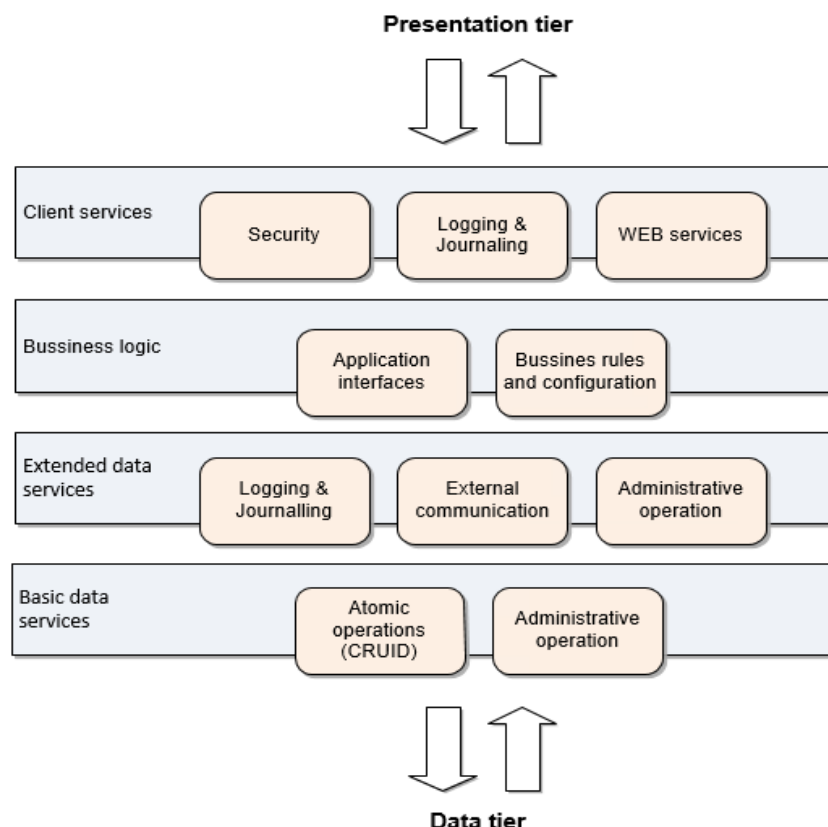 Presentation tier
Client services
Security
Logging &
Journaling
WEB services
Bussiness logic
Application
interfaces
Bussines rules
and configuration
Extended data
services
Logging &
Journalling
External
communication
Administrative
operation
Basic data
services
Atomic
operations
(CRUID)
Administrative
operation
Data tier